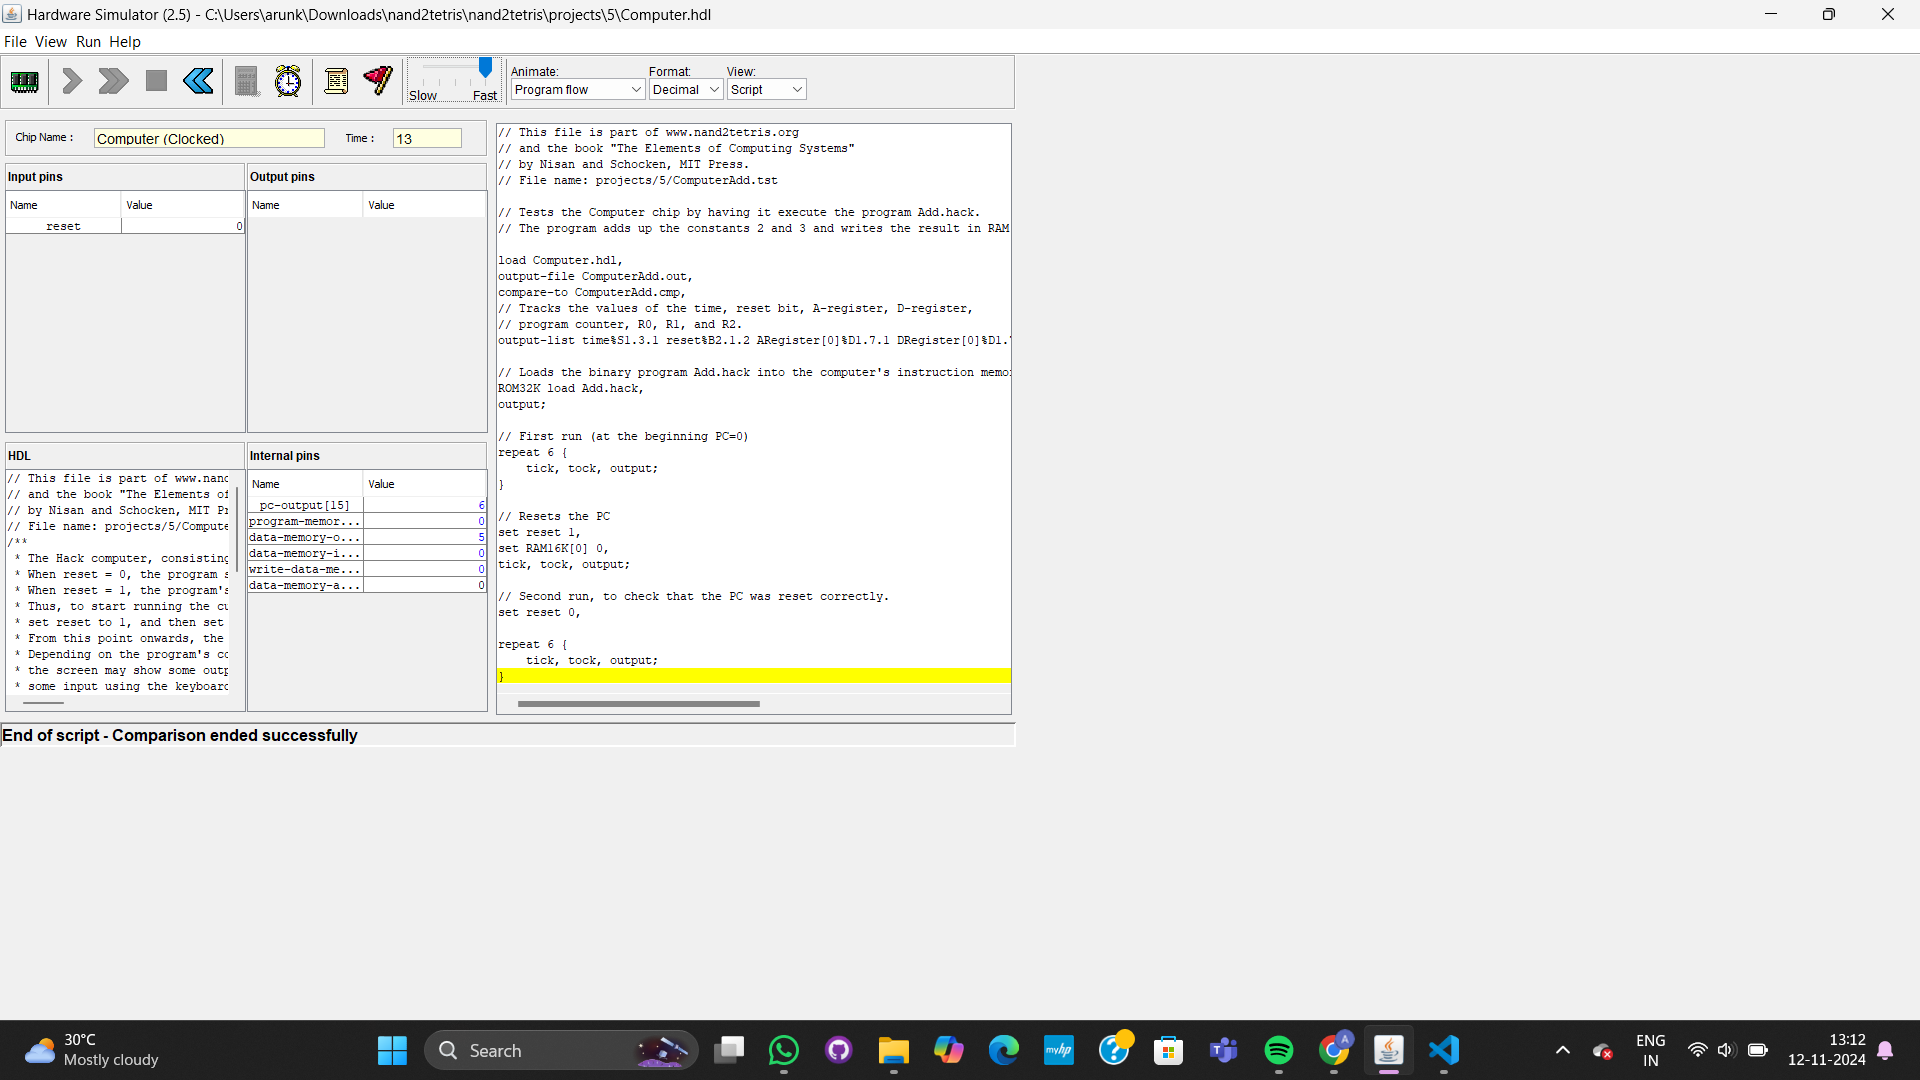 Hardware Simulator (2.5) - C:\Users\arunk\Downloads\nand2tetris\nand2tetris\projects\5\Computer.hdl
File View Run Help
Slow Fast
Animate: Format: View:
Program flow Decimal Script
Chip Name : Computer (Clocked) Time : 13
Input pins
Name Value
reset 0
Output pins
Name Value
HDL
// This file is part of www.nand
// and the book "The Elements of
// by Nisan and Schocken, MIT Pr
// File name: projects/5/Compute
/**
* The Hack computer, consisting
* When reset = 0, the program s
* When reset = 1, the program's
* Thus, to start running the cu
* set reset to 1, and then set
* From this point onwards, the
* Depending on the program's co
* the screen may show some outp
* some input using the keyboard
Internal pins
Name Value
pc-output[15] 6
program-memor... 0
data-memory-o... 5
data-memory-i... 0
write-data-me... 0
data-memory-a... 0
// This file is part of www.nand2tetris.org
// and the book "The Elements of Computing Systems"
// by Nisan and Schocken, MIT Press.
// File name: projects/5/ComputerAdd.tst
// Tests the Computer chip by having it execute the program Add.hack.
// The program adds up the constants 2 and 3 and writes the result in RAM
load Computer.hdl,
output-file ComputerAdd.out,
compare-to ComputerAdd.cmp,
// Tracks the values of the time, reset bit, A-register, D-register,
// program counter, R0, R1, and R2.
output-list time%S1.3.1 reset%B2.1.2 ARegister[0]%D1.7.1 DRegister[0]%D1.
// Loads the binary program Add.hack into the computer's instruction memo
ROM32K load Add.hack,
output;
// First run (at the beginning PC=0)
repeat 6 {
tick, tock, output;
}
// Resets the PC
set reset 1,
set RAM16K[0] 0,
tick, tock, output;
// Second run, to check that the PC was reset correctly.
set reset 0,
repeat 6 {
tick, tock, output;
}
End of script - Comparison ended successfully
30°C
Mostly cloudy
Search
myhp
A
ENG
IN
13:12
12-11-2024